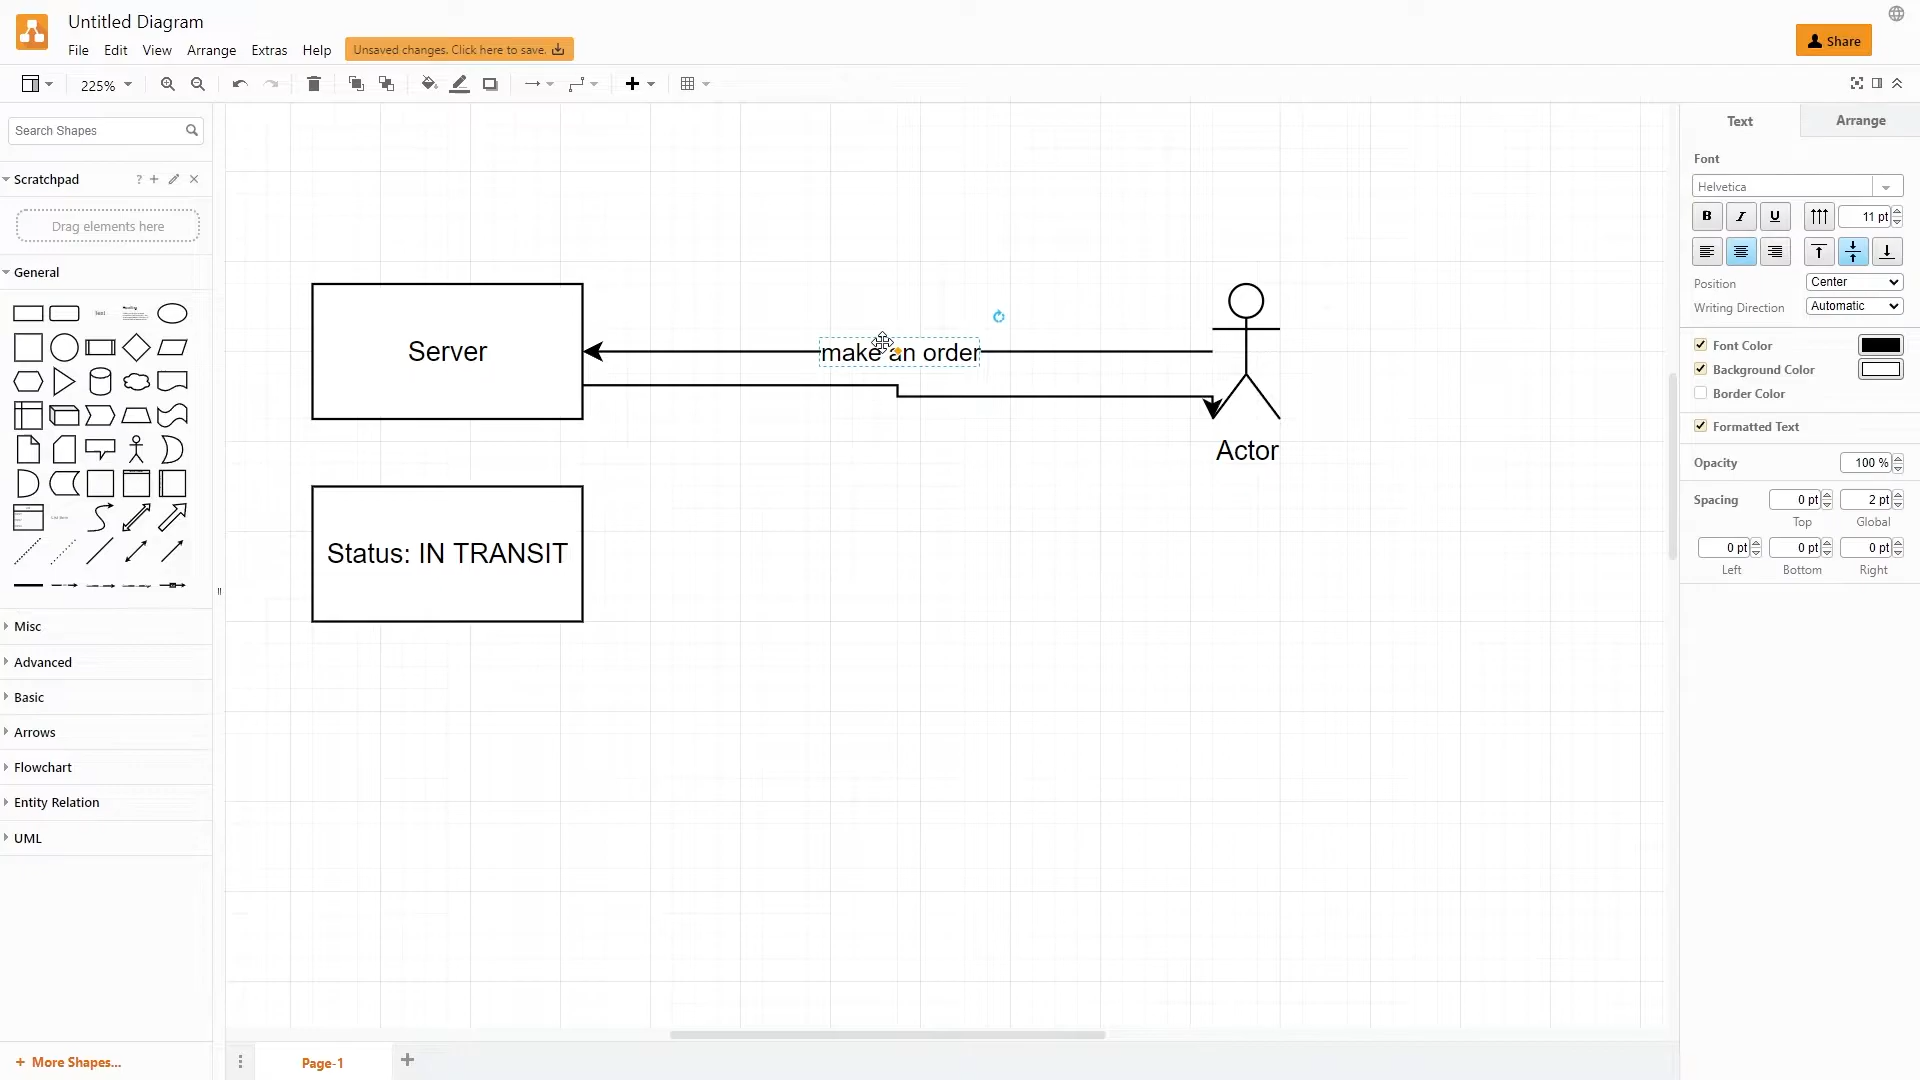 Untitled Diagram
File Edit View Arrange Extras Help Unsaved changes. Click here to save.
Share
225%
Search Shapes
Scratchpad ? + ×
Drag elements here
General
Text
Heading
Misc
Advanced
Basic
Arrows
Flowchart
Entity Relation
UML
+ More Shapes...
Server
make an order
Actor
Status: IN TRANSIT
Page-1
Text Arrange
Font
Helvetica
B I U 11 pt
Position Center
Writing Direction Automatic
Font Color
Background Color
Border Color
Formatted Text
Opacity 100 %
Spacing 0 pt 2 pt
Top Global
0 pt 0 pt 0 pt
Left Bottom Right